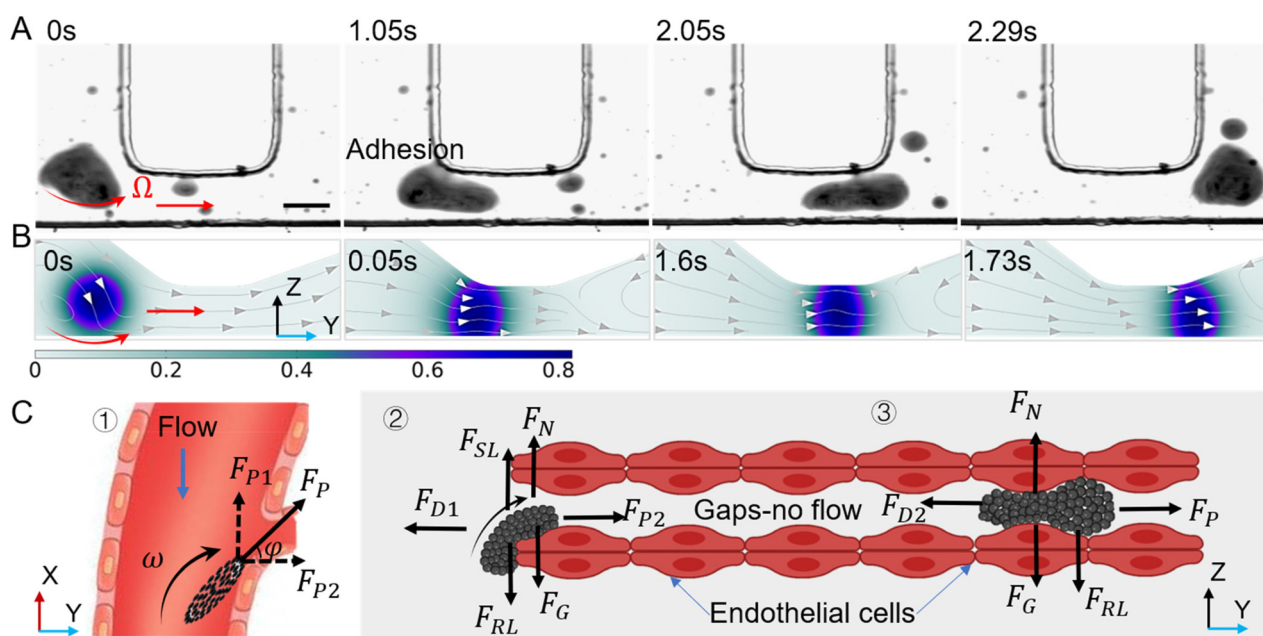 A
0s
1.05s
2.05s
2.29s
Adhesion
Ω
B
0s
0.05s
1.6s
1.73s
Z
Y
0
0.2
0.4
0.6
0.8
C
①
Flow
F_P1
F_P
φ
F_P2
ω
X
Y
②
③
F_SL
F_N
F_N
F_D1
F_P2
Gaps-no flow
F_D2
F_P
F_RL
F_G
Endothelial cells
F_G
F_RL
Z
Y